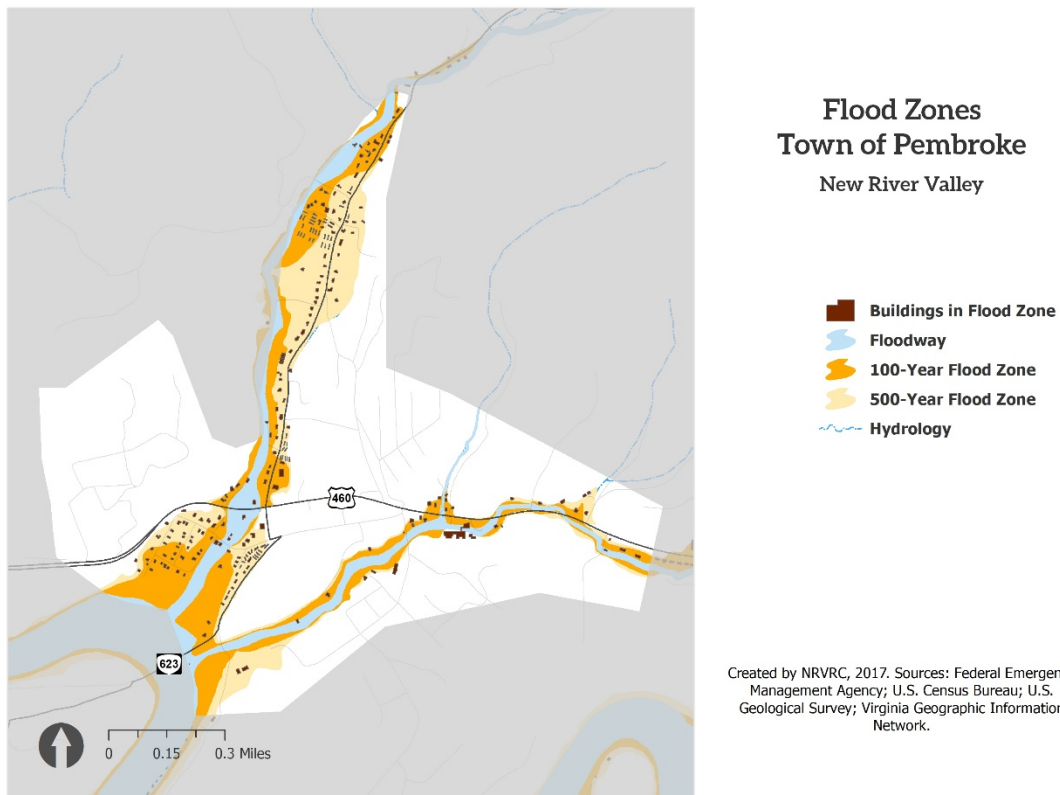 Flood Zones
Town of Pembroke
New River Valley
Buildings in Flood Zone
Floodway
100-Year Flood Zone
500-Year Flood Zone
Hydrology
460
623
0 0.15 0.3 Miles
Created by NRVRC, 2017. Sources: Federal Emergen
Management Agency; U.S. Census Bureau; U.S.
Geological Survey; Virginia Geographic Information
Network.